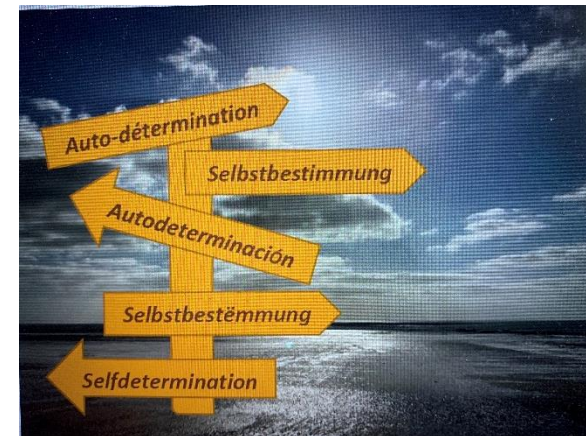 Auto-détermination
Selbstbestimmung
Autodeterminación
Selbstbestëmmung
Selfdetermination